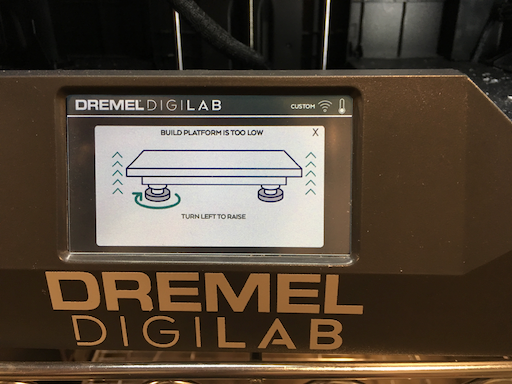 DREMEL DIGILAB CUSTOM
BUILD PLATFORM IS TOO LOW X
TURN LEFT TO RAISE
DREMEL
DIGILAB